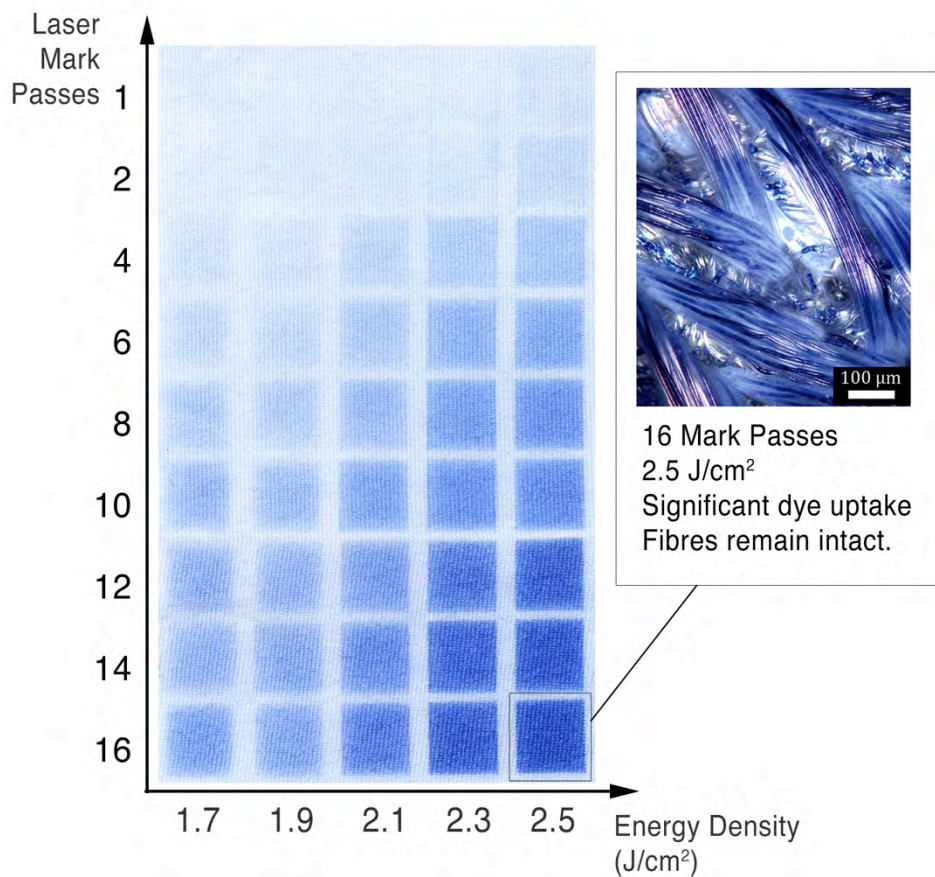 Laser
Mark
Passes
1
2
4
6
8
10
12
14
16
1.7 1.9 2.1 2.3 2.5
Energy Density
(J/cm²)
100 μm
16 Mark Passes
2.5 J/cm²
Significant dye uptake
Fibres remain intact.